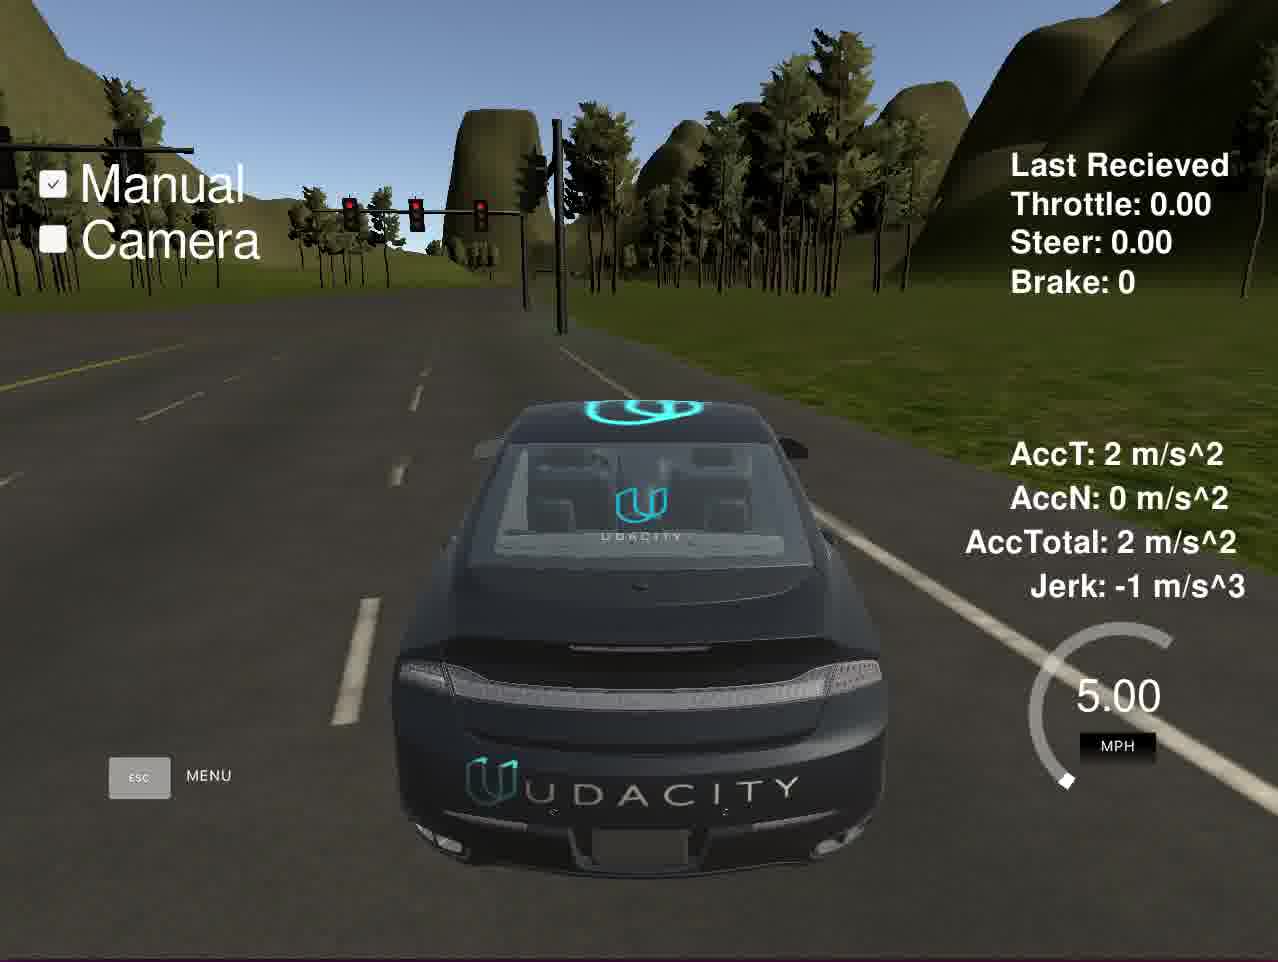 Manual
Camera
Last Recieved
Throttle: 0.00
Steer: 0.00
Brake: 0
AccT: 2 m/s^2
AccN: 0 m/s^2
AccTotal: 2 m/s^2
Jerk: -1 m/s^3
UDACITY
5.00
MPH
ESC
MENU
UDACITY